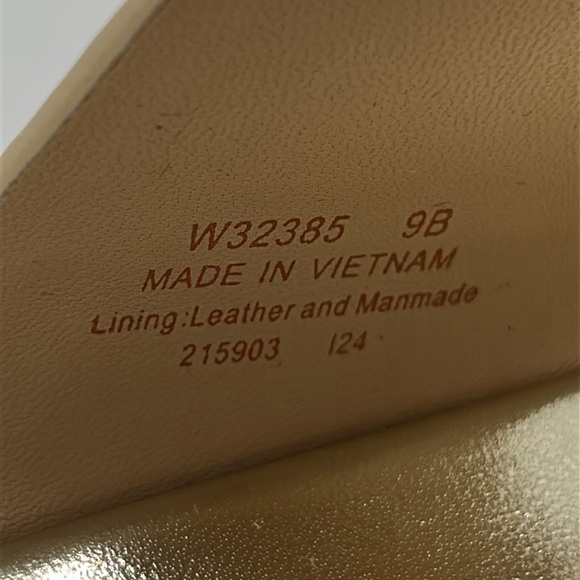 W32385 9B
MADE IN VIETNAM
Lining:Leather and Manmade
215903 I24